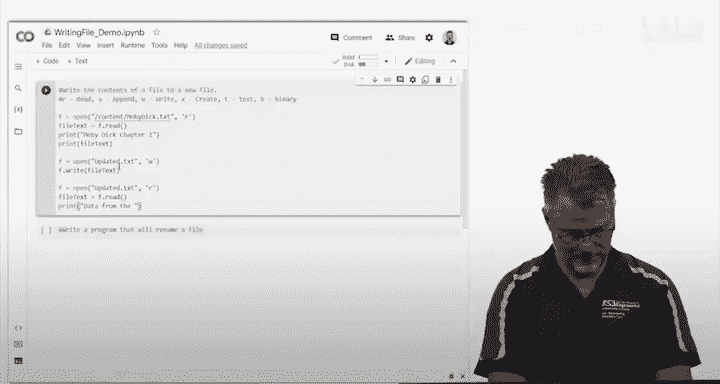 WritingFile_Demo.ipynb
Comment
Share
File Edit View Insert Runtime Tools Help All changes saved
+ Code + Text
RAM
Disk
Editing
#Write the contents of a file to a new file.
#r - Read, a - Append, w - Write, x - Create, t - text, b - binary
f = open("/content/MobyDick.txt", 'r')
fileText = f.read()
print("Moby Dick Chapter 1")
print(fileText)
f = open("Updated.txt", 'w')
f.write(fileText)
f = open("Updated.txt", 'r')
fileText = f.read()
print("Data from the ")
[ ] #Write a program that will rename a file